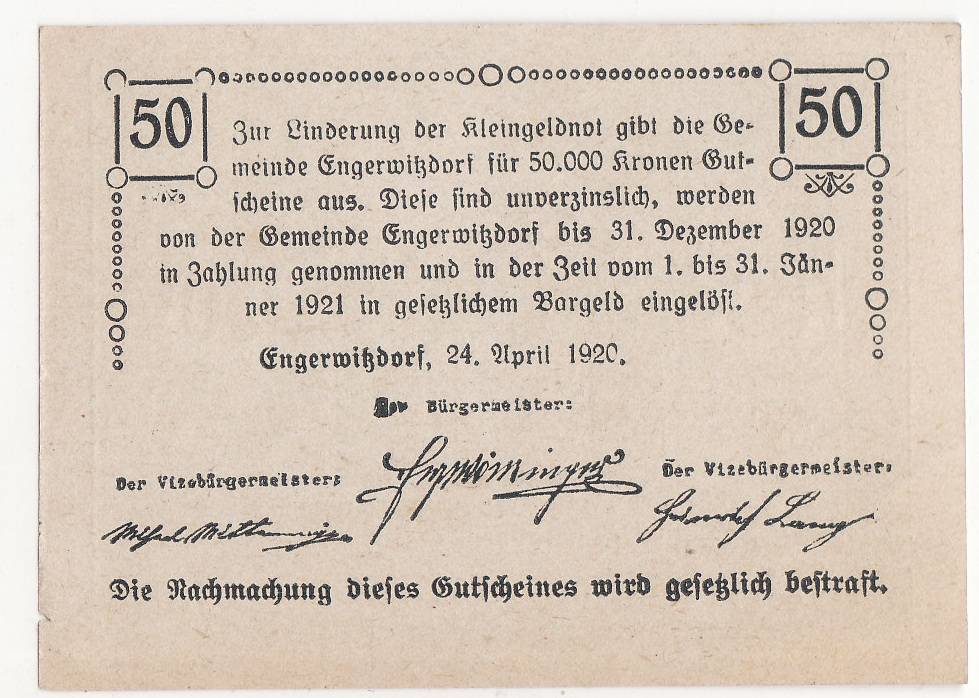 50
50
Zur Linderung der Kleingeldnot gibt die Ge-
meinde Engerwitzdorf für 50.000 Kronen Gut-
scheine aus. Diese sind unverzinslich, werden
von der Gemeinde Engerwitzdorf bis 31. Dezember 1920
in Zahlung genommen und in der Zeit vom 1. bis 31. Jän-
ner 1921 in gesetzlichem Bargeld eingelöst.
Engerwitzdorf, 24. April 1920.
Der Bürgermeister:
Der Vizebürgermeister:
Der Vizebürgermeister:
Heinrich Lang
Die Nachmachung dieses Gutscheines wird gesetzlich bestraft.